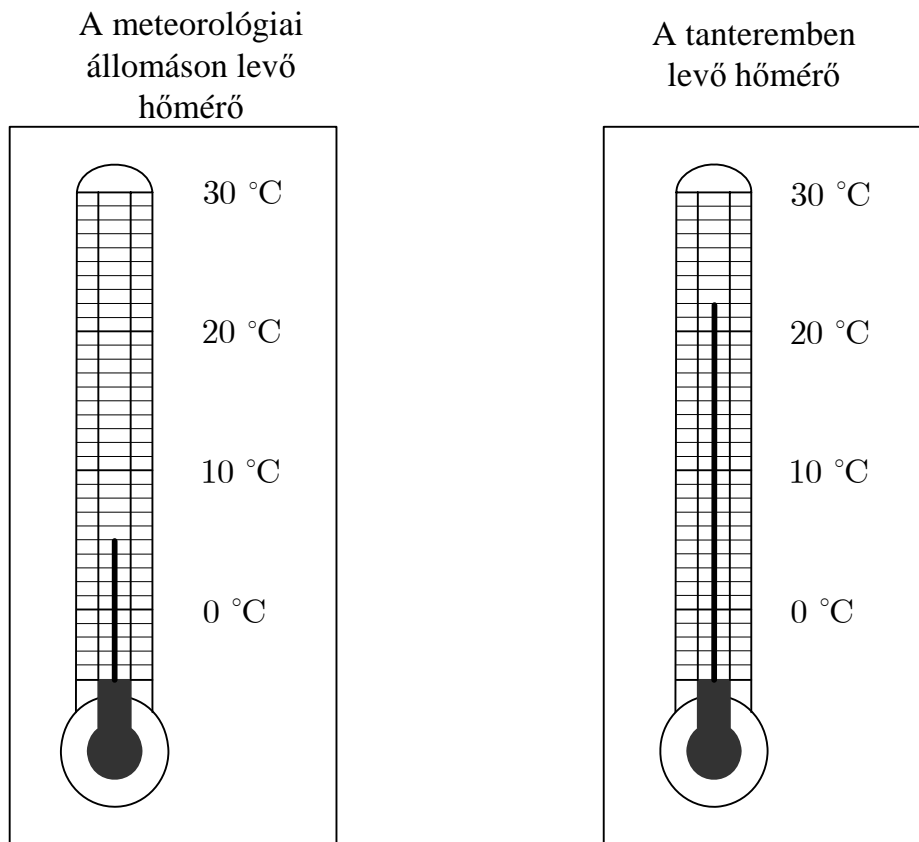 A meteorológiai
állomáson levő
hőmérő
30 °C
20 °C
10 °C
0 °C
A tanteremben
levő hőmérő
30 °C
20 °C
10 °C
0 °C